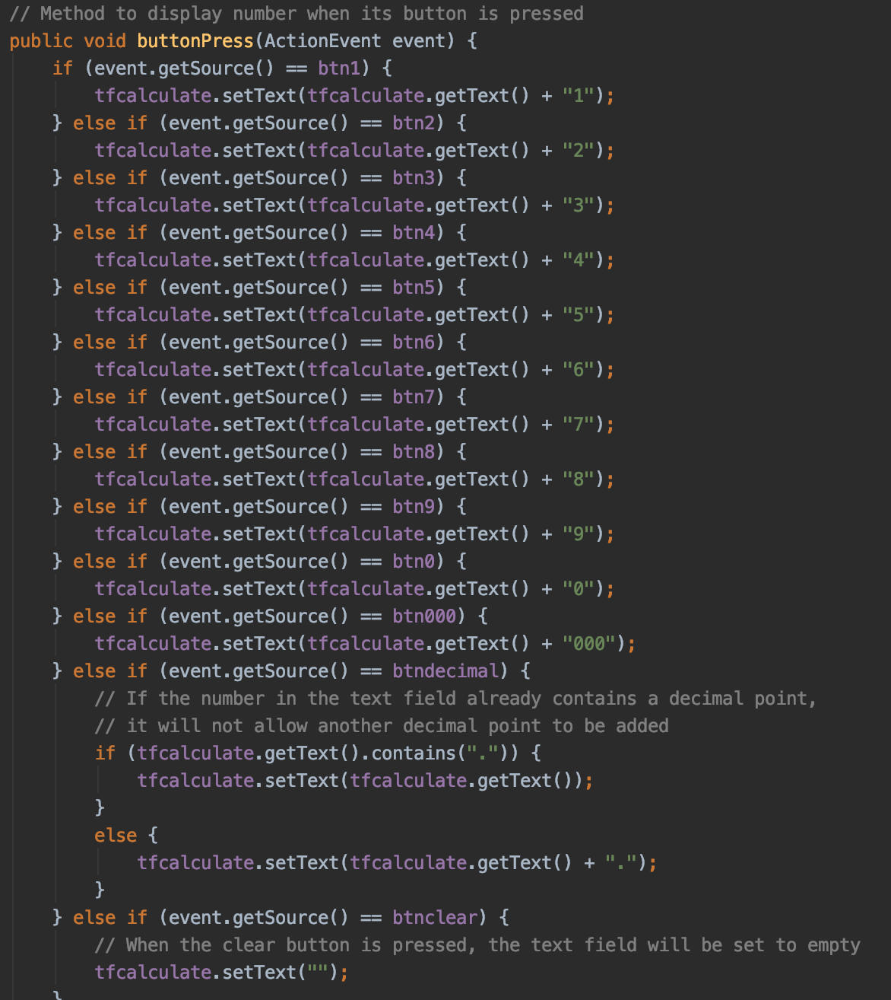 // Method to display number when its button is pressed
public void buttonPress(ActionEvent event) {
if (event.getSource() == btn1) {
tfcalculate.setText(tfcalculate.getText() + "1");
} else if (event.getSource() == btn2) {
tfcalculate.setText(tfcalculate.getText() + "2");
} else if (event.getSource() == btn3) {
tfcalculate.setText(tfcalculate.getText() + "3");
} else if (event.getSource() == btn4) {
tfcalculate.setText(tfcalculate.getText() + "4");
} else if (event.getSource() == btn5) {
tfcalculate.setText(tfcalculate.getText() + "5");
} else if (event.getSource() == btn6) {
tfcalculate.setText(tfcalculate.getText() + "6");
} else if (event.getSource() == btn7) {
tfcalculate.setText(tfcalculate.getText() + "7");
} else if (event.getSource() == btn8) {
tfcalculate.setText(tfcalculate.getText() + "8");
} else if (event.getSource() == btn9) {
tfcalculate.setText(tfcalculate.getText() + "9");
} else if (event.getSource() == btn0) {
tfcalculate.setText(tfcalculate.getText() + "0");
} else if (event.getSource() == btn000) {
tfcalculate.setText(tfcalculate.getText() + "000");
} else if (event.getSource() == btndecimal) {
// If the number in the text field already contains a decimal point,
// it will not allow another decimal point to be added
if (tfcalculate.getText().contains(".")) {
tfcalculate.setText(tfcalculate.getText());
}
else {
tfcalculate.setText(tfcalculate.getText() + ".");
}
} else if (event.getSource() == btnclear) {
// When the clear button is pressed, the text field will be set to empty
tfcalculate.setText("");
}